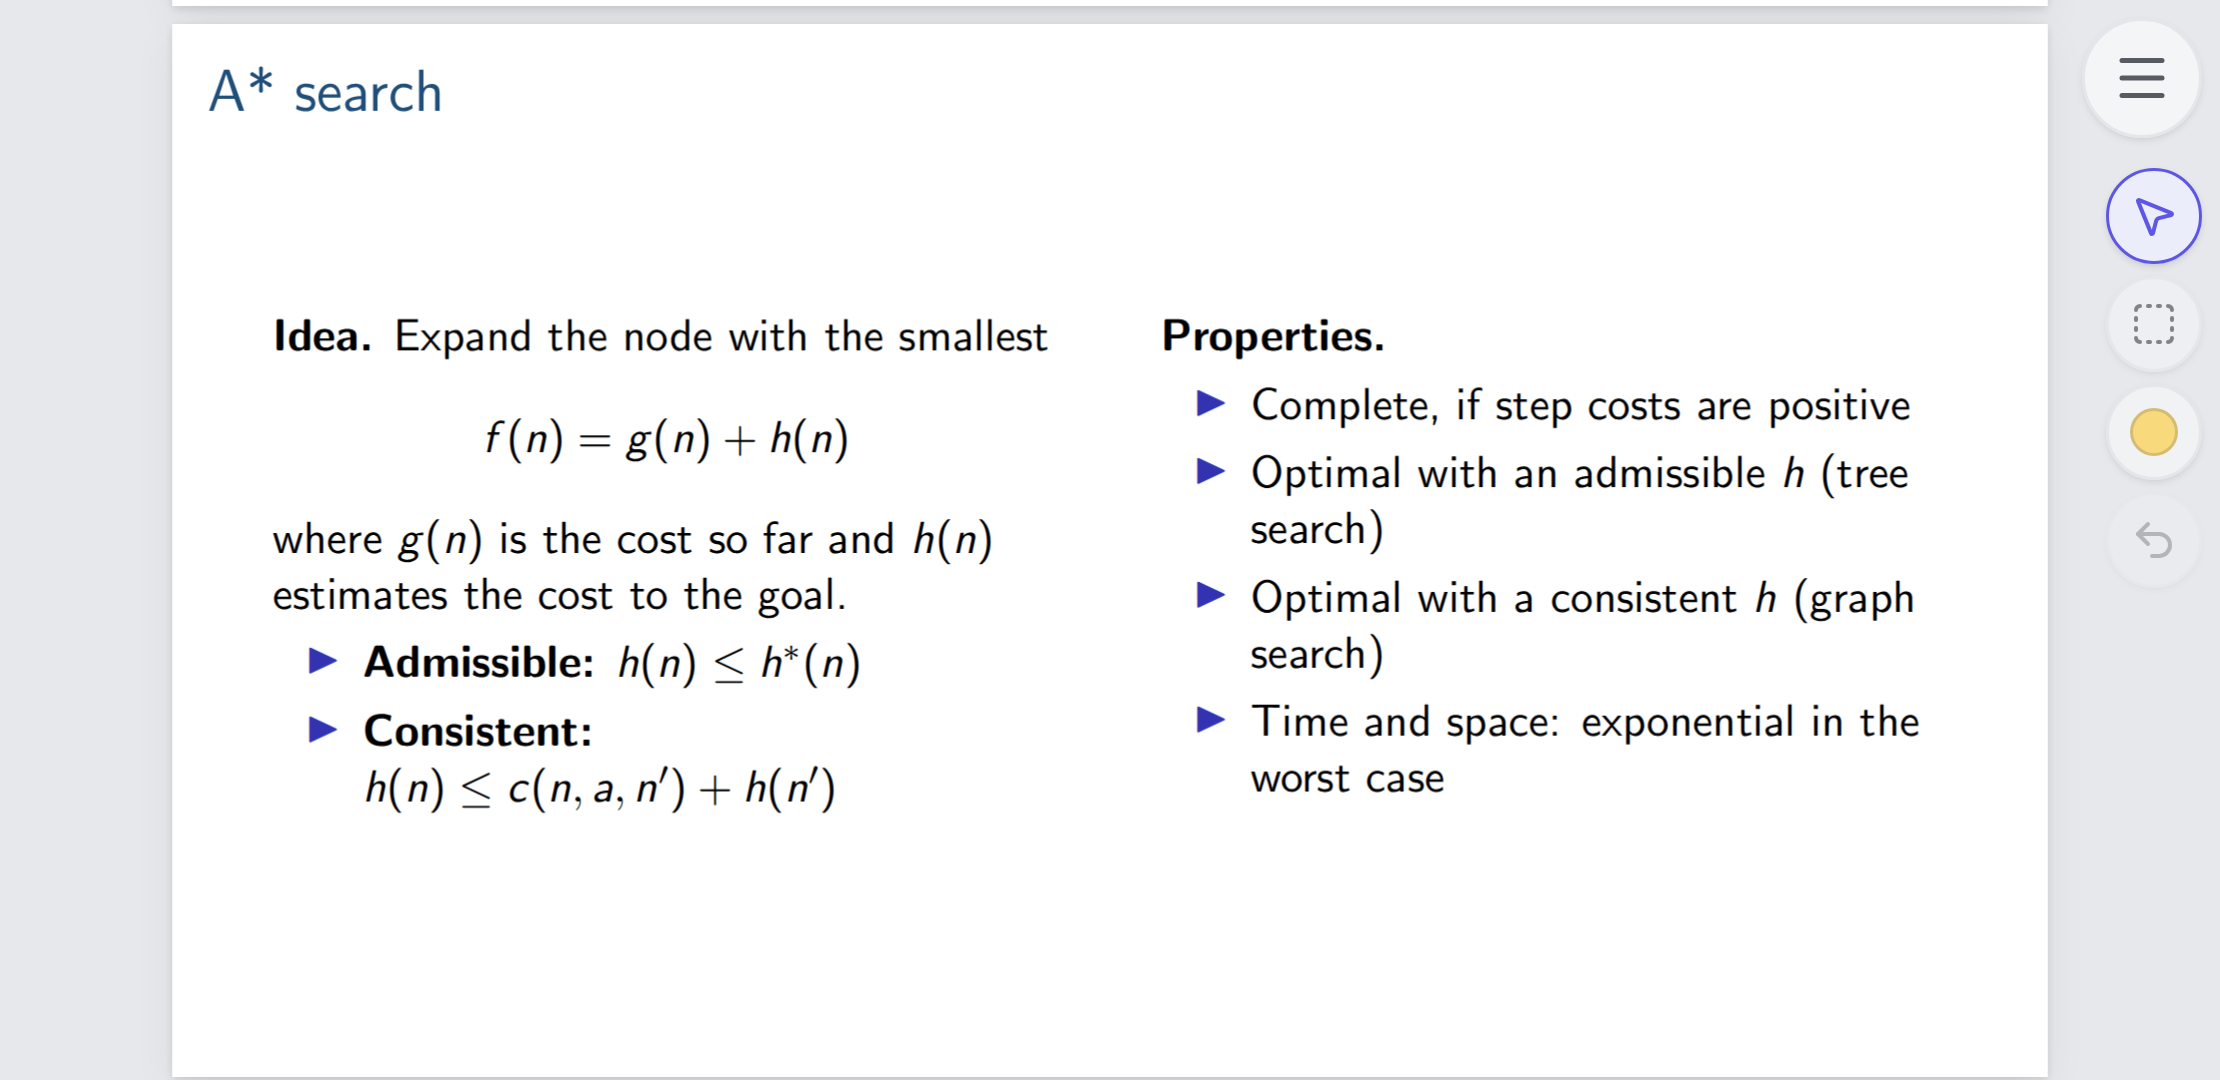 A* search
Idea. Expand the node with the smallest
f(n) = g(n) + h(n)
where g(n) is the cost so far and h(n)
estimates the cost to the goal.
▶ Admissible: h(n) ≤ h*(n)
▶ Consistent:
h(n) ≤ c(n, a, n′) + h(n′)
Properties.
▶ Complete, if step costs are positive
▶ Optimal with an admissible h (tree
search)
▶ Optimal with a consistent h (graph
search)
▶ Time and space: exponential in the
worst case